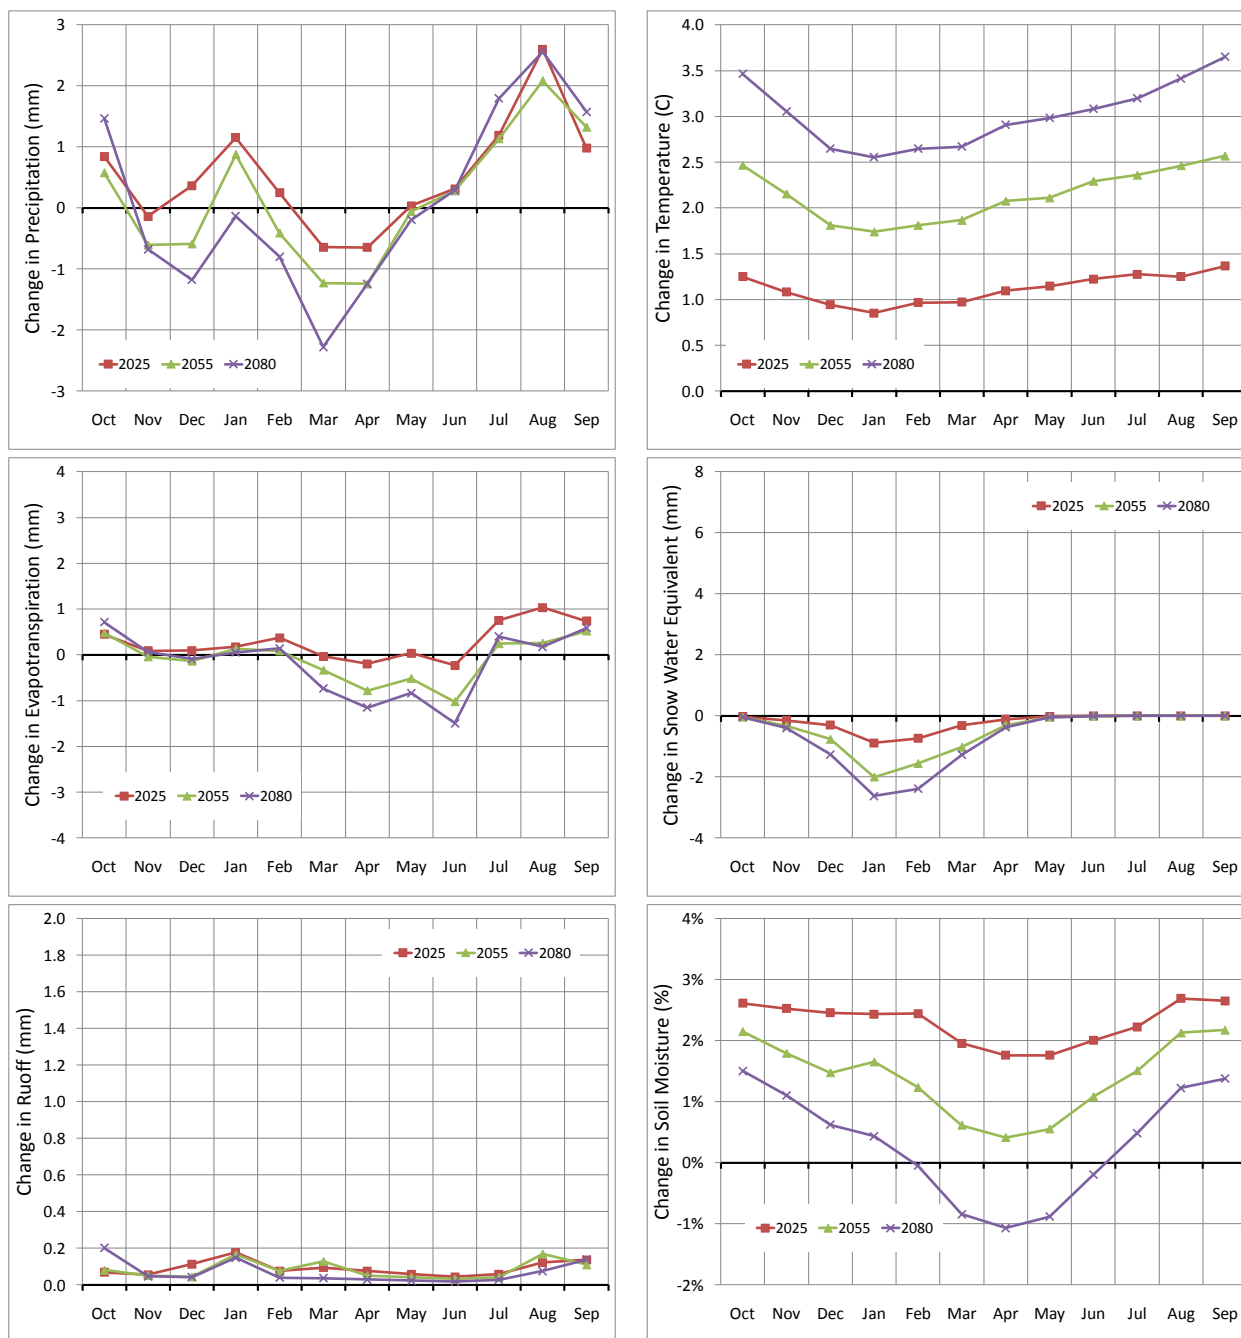 Change in Precipitation (mm)
3
2
1
0
-1
-2
-3
2025 2055 2080
Oct Nov Dec Jan Feb Mar Apr May Jun Jul Aug Sep
Change in Temperature (C)
4.0
3.5
3.0
2.5
2.0
1.5
1.0
0.5
0.0
2025 2055 2080
Oct Nov Dec Jan Feb Mar Apr May Jun Jul Aug Sep
Change in Evapotranspiration (mm)
4
3
2
1
0
-1
-2
-3
-4
2025 2055 2080
Oct Nov Dec Jan Feb Mar Apr May Jun Jul Aug Sep
Change in Snow Water Equivalent (mm)
8
6
4
2
0
-2
-4
2025 2055 2080
Oct Nov Dec Jan Feb Mar Apr May Jun Jul Aug Sep
Change in Ruoff (mm)
2.0
1.8
1.6
1.4
1.2
1.0
0.8
0.6
0.4
0.2
0.0
2025 2055 2080
Oct Nov Dec Jan Feb Mar Apr May Jun Jul Aug Sep
Change in Soil Moisture (%)
4%
3%
2%
1%
0%
-1%
-2%
2025 2055 2080
Oct Nov Dec Jan Feb Mar Apr May Jun Jul Aug Sep